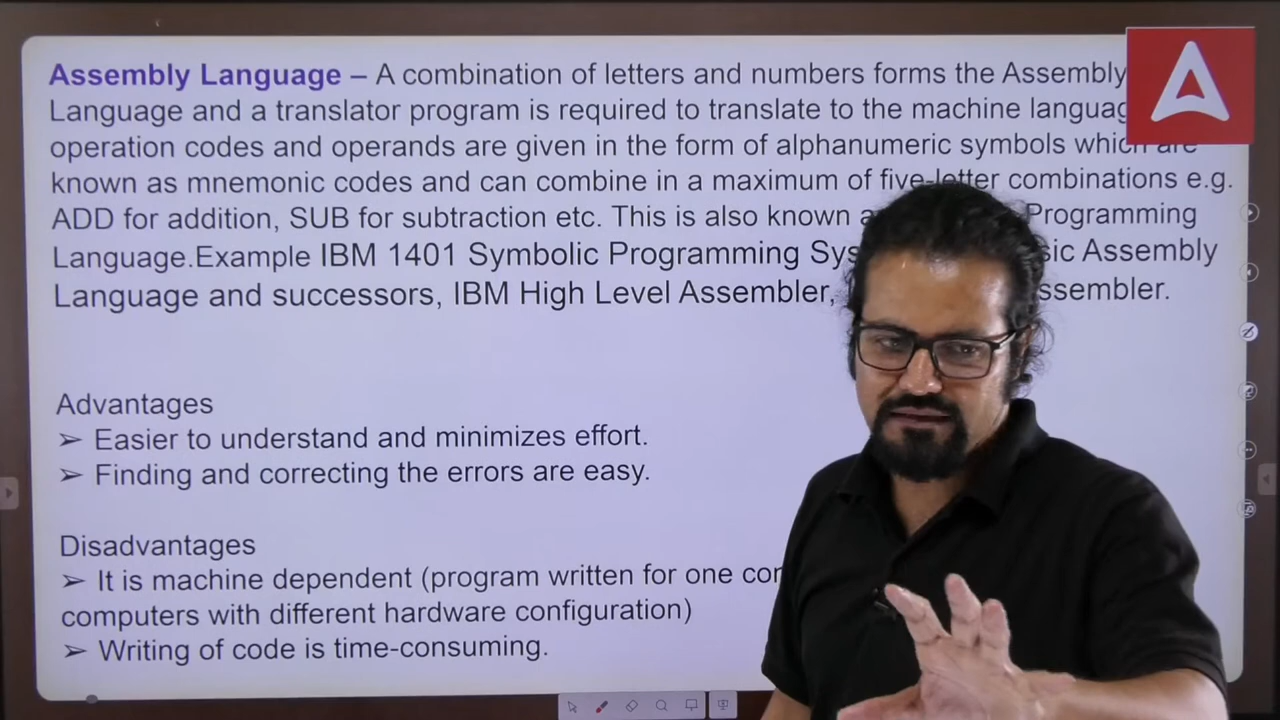 Assembly Language – A combination of letters and numbers forms the Assembly
Language and a translator program is required to translate to the machine
operation codes and operands are given in the form of alphanumeric symbols which are
known as mnemonic codes and can combine in a maximum of five-letter combinations e.g.
ADD for addition, SUB for subtraction etc. This is also known Programming
Language.Example IBM 1401 Symbolic Programming Assembly
Language and successors, IBM High Level Assembler,
Advantages
➢ Easier to understand and minimizes effort.
➢ Finding and correcting the errors are easy.
Disadvantages
➢ It is machine dependent (program written for one
computers with different hardware configuration)
➢ Writing of code is time-consuming.